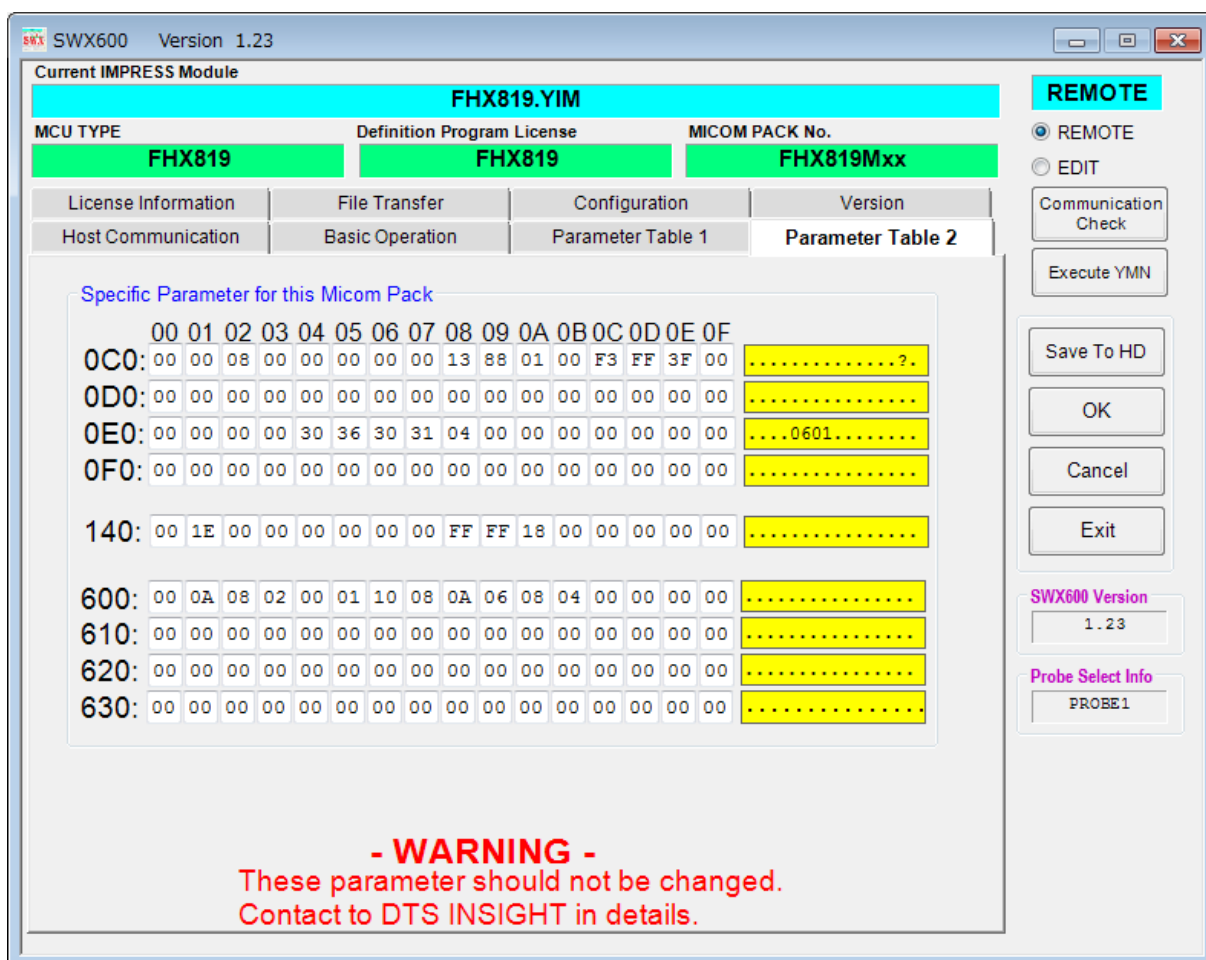 SWX SWX600 Version 1.23
Current IMPRESS Module
FHX819.YIM
MCU TYPE Definition Program License MICOM PACK No.
FHX819 FHX819 FHX819Mxx
License Information File Transfer Configuration Version
Host Communication Basic Operation Parameter Table 1 Parameter Table 2
Specific Parameter for this Micom Pack
00 01 02 03 04 05 06 07 08 09 0A 0B 0C 0D 0E 0F
0C0: 00 00 08 00 00 00 00 00 13 88 01 00 F3 FF 3F 00 ..............?.
0D0: 00 00 00 00 00 00 00 00 00 00 00 00 00 00 00 00 ................
0E0: 00 00 00 00 30 36 30 31 04 00 00 00 00 00 00 00 ....0601........
0F0: 00 00 00 00 00 00 00 00 00 00 00 00 00 00 00 00 ................
140: 00 1E 00 00 00 00 00 00 FF FF 18 00 00 00 00 00 ................
600: 00 0A 08 02 00 01 10 08 0A 06 08 04 00 00 00 00 ................
610: 00 00 00 00 00 00 00 00 00 00 00 00 00 00 00 00 ................
620: 00 00 00 00 00 00 00 00 00 00 00 00 00 00 00 00 ................
630: 00 00 00 00 00 00 00 00 00 00 00 00 00 00 00 00 ................
- WARNING -
These parameter should not be changed.
Contact to DTS INSIGHT in details.
REMOTE
REMOTE
EDIT
Communication
Check
Execute YMN
Save To HD
OK
Cancel
Exit
SWX600 Version
1.23
Probe Select Info
PROBE1